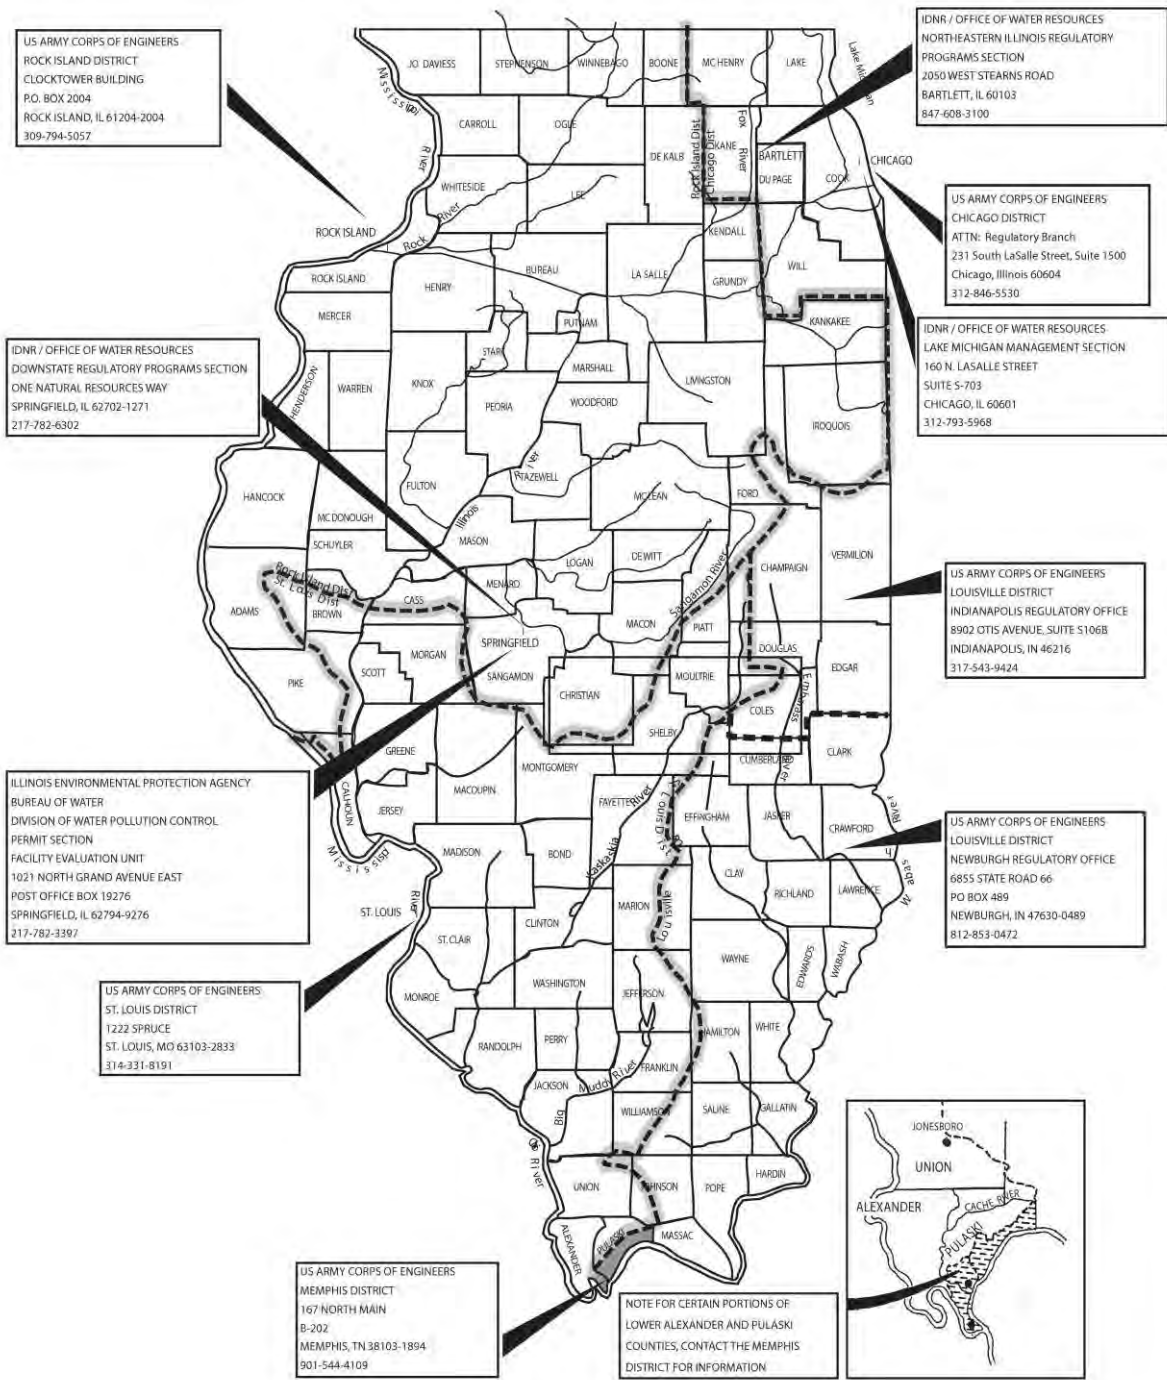 US ARMY CORPS OF ENGINEERS
ROCK ISLAND DISTRICT
CLOCKTOWER BUILDING
P.O. BOX 2004
ROCK ISLAND, IL 61204-2004
309-794-5057
IDNR / OFFICE OF WATER RESOURCES
NORTHEASTERN ILLINOIS REGULATORY
PROGRAMS SECTION
2050 WEST STEARNS ROAD
BARTLETT, IL 60103
847-608-3100
US ARMY CORPS OF ENGINEERS
CHICAGO DISTRICT
ATTN: Regulatory Branch
231 South LaSalle Street, Suite 1500
Chicago, Illinois 60604
312-846-5530
IDNR / OFFICE OF WATER RESOURCES
LAKE MICHIGAN MANAGEMENT SECTION
160 N. LASALLE STREET
SUITE S-703
CHICAGO, IL 60601
312-793-5968
IDNR / OFFICE OF WATER RESOURCES
DOWNSTATE REGULATORY PROGRAMS SECTION
ONE NATURAL RESOURCES WAY
SPRINGFIELD, IL 62702-1271
217-782-6302
US ARMY CORPS OF ENGINEERS
LOUISVILLE DISTRICT
INDIANAPOLIS REGULATORY OFFICE
8902 OTIS AVENUE, SUITE S106B
INDIANAPOLIS, IN 46216
317-543-9424
ILLINOIS ENVIRONMENTAL PROTECTION AGENCY
BUREAU OF WATER
DIVISION OF WATER POLLUTION CONTROL
PERMIT SECTION
FACILITY EVALUATION UNIT
1021 NORTH GRAND AVENUE EAST
POST OFFICE BOX 19276
SPRINGFIELD, IL 62794-9276
217-782-3397
US ARMY CORPS OF ENGINEERS
LOUISVILLE DISTRICT
NEWBURGH REGULATORY OFFICE
6855 STATE ROAD 66
PO BOX 489
NEWBURGH, IN 47630-0489
812-853-0472
US ARMY CORPS OF ENGINEERS
ST. LOUIS DISTRICT
1222 SPRUCE
ST. LOUIS, MO 63103-2833
314-331-8191
US ARMY CORPS OF ENGINEERS
MEMPHIS DISTRICT
167 NORTH MAIN
B-202
MEMPHIS, TN 38103-1894
901-544-4109
NOTE FOR CERTAIN PORTIONS OF
LOWER ALEXANDER AND PULASKI
COUNTIES, CONTACT THE MEMPHIS
DISTRICT FOR INFORMATION
JO DAVIESS
STEPHENSON
WINNEBAGO
BOONE
MCHENRY
LAKE
CARROLL
OGLE
DE KALB
KANE
Rock Island Dist
Chicago Dist
Fox
River
BARTLETT
DU PAGE
COOK
CHICAGO
WHITESIDE
LEE
Rock
River
ROCK ISLAND
KENDALL
WILL
ROCK ISLAND
HENRY
BUREAU
LA SALLE
GRUNDY
KANKAKEE
MERCER
PUTNAM
STARK
MARSHALL
LIVINGSTON
HENDERSON
WARREN
KNOX
PEORIA
WOODFORD
IROQUOIS
River
TAZEWELL
HANCOCK
FULTON
MCLEAN
FORD
MC DONOUGH
Illinois
SCHUYLER
MASON
LOGAN
DEWITT
CHAMPAIGN
VERMILION
Rock Island Dist
St. Louis Dist
ADAMS
BROWN
CASS
MENARD
Sangamon River
MACON
PIATT
SPRINGFIELD
DOUGLAS
EDGAR
PIKE
SCOTT
MORGAN
SANGAMON
CHRISTIAN
MOULTRIE
COLES
SHELBY
CLARK
GREENE
MONTGOMERY
CUMBERLAND
MACOUPIN
CALHOUN
JERSEY
FAYETTE
River
Kaskaskia
EFFINGHAM
JASPER
CRAWFORD
MADISON
BOND
CLAY
RICHLAND
LAWRENCE
ST. LOUIS
River
MARION
CLINTON
ST. CLAIR
WAYNE
EDWARDS
WABASH
WASHINGTON
JEFFERSON
MONROE
HAMILTON
WHITE
RANDOLPH
PERRY
FRANKLIN
JACKSON
Big
Muddy River
WILLIAMSON
SALINE
GALLATIN
UNION
JOHNSON
POPE
HARDIN
ALEXANDER
PULASKI
MASSAC
JONESBORO
UNION
ALEXANDER
CACHE RIVER
PULASKI